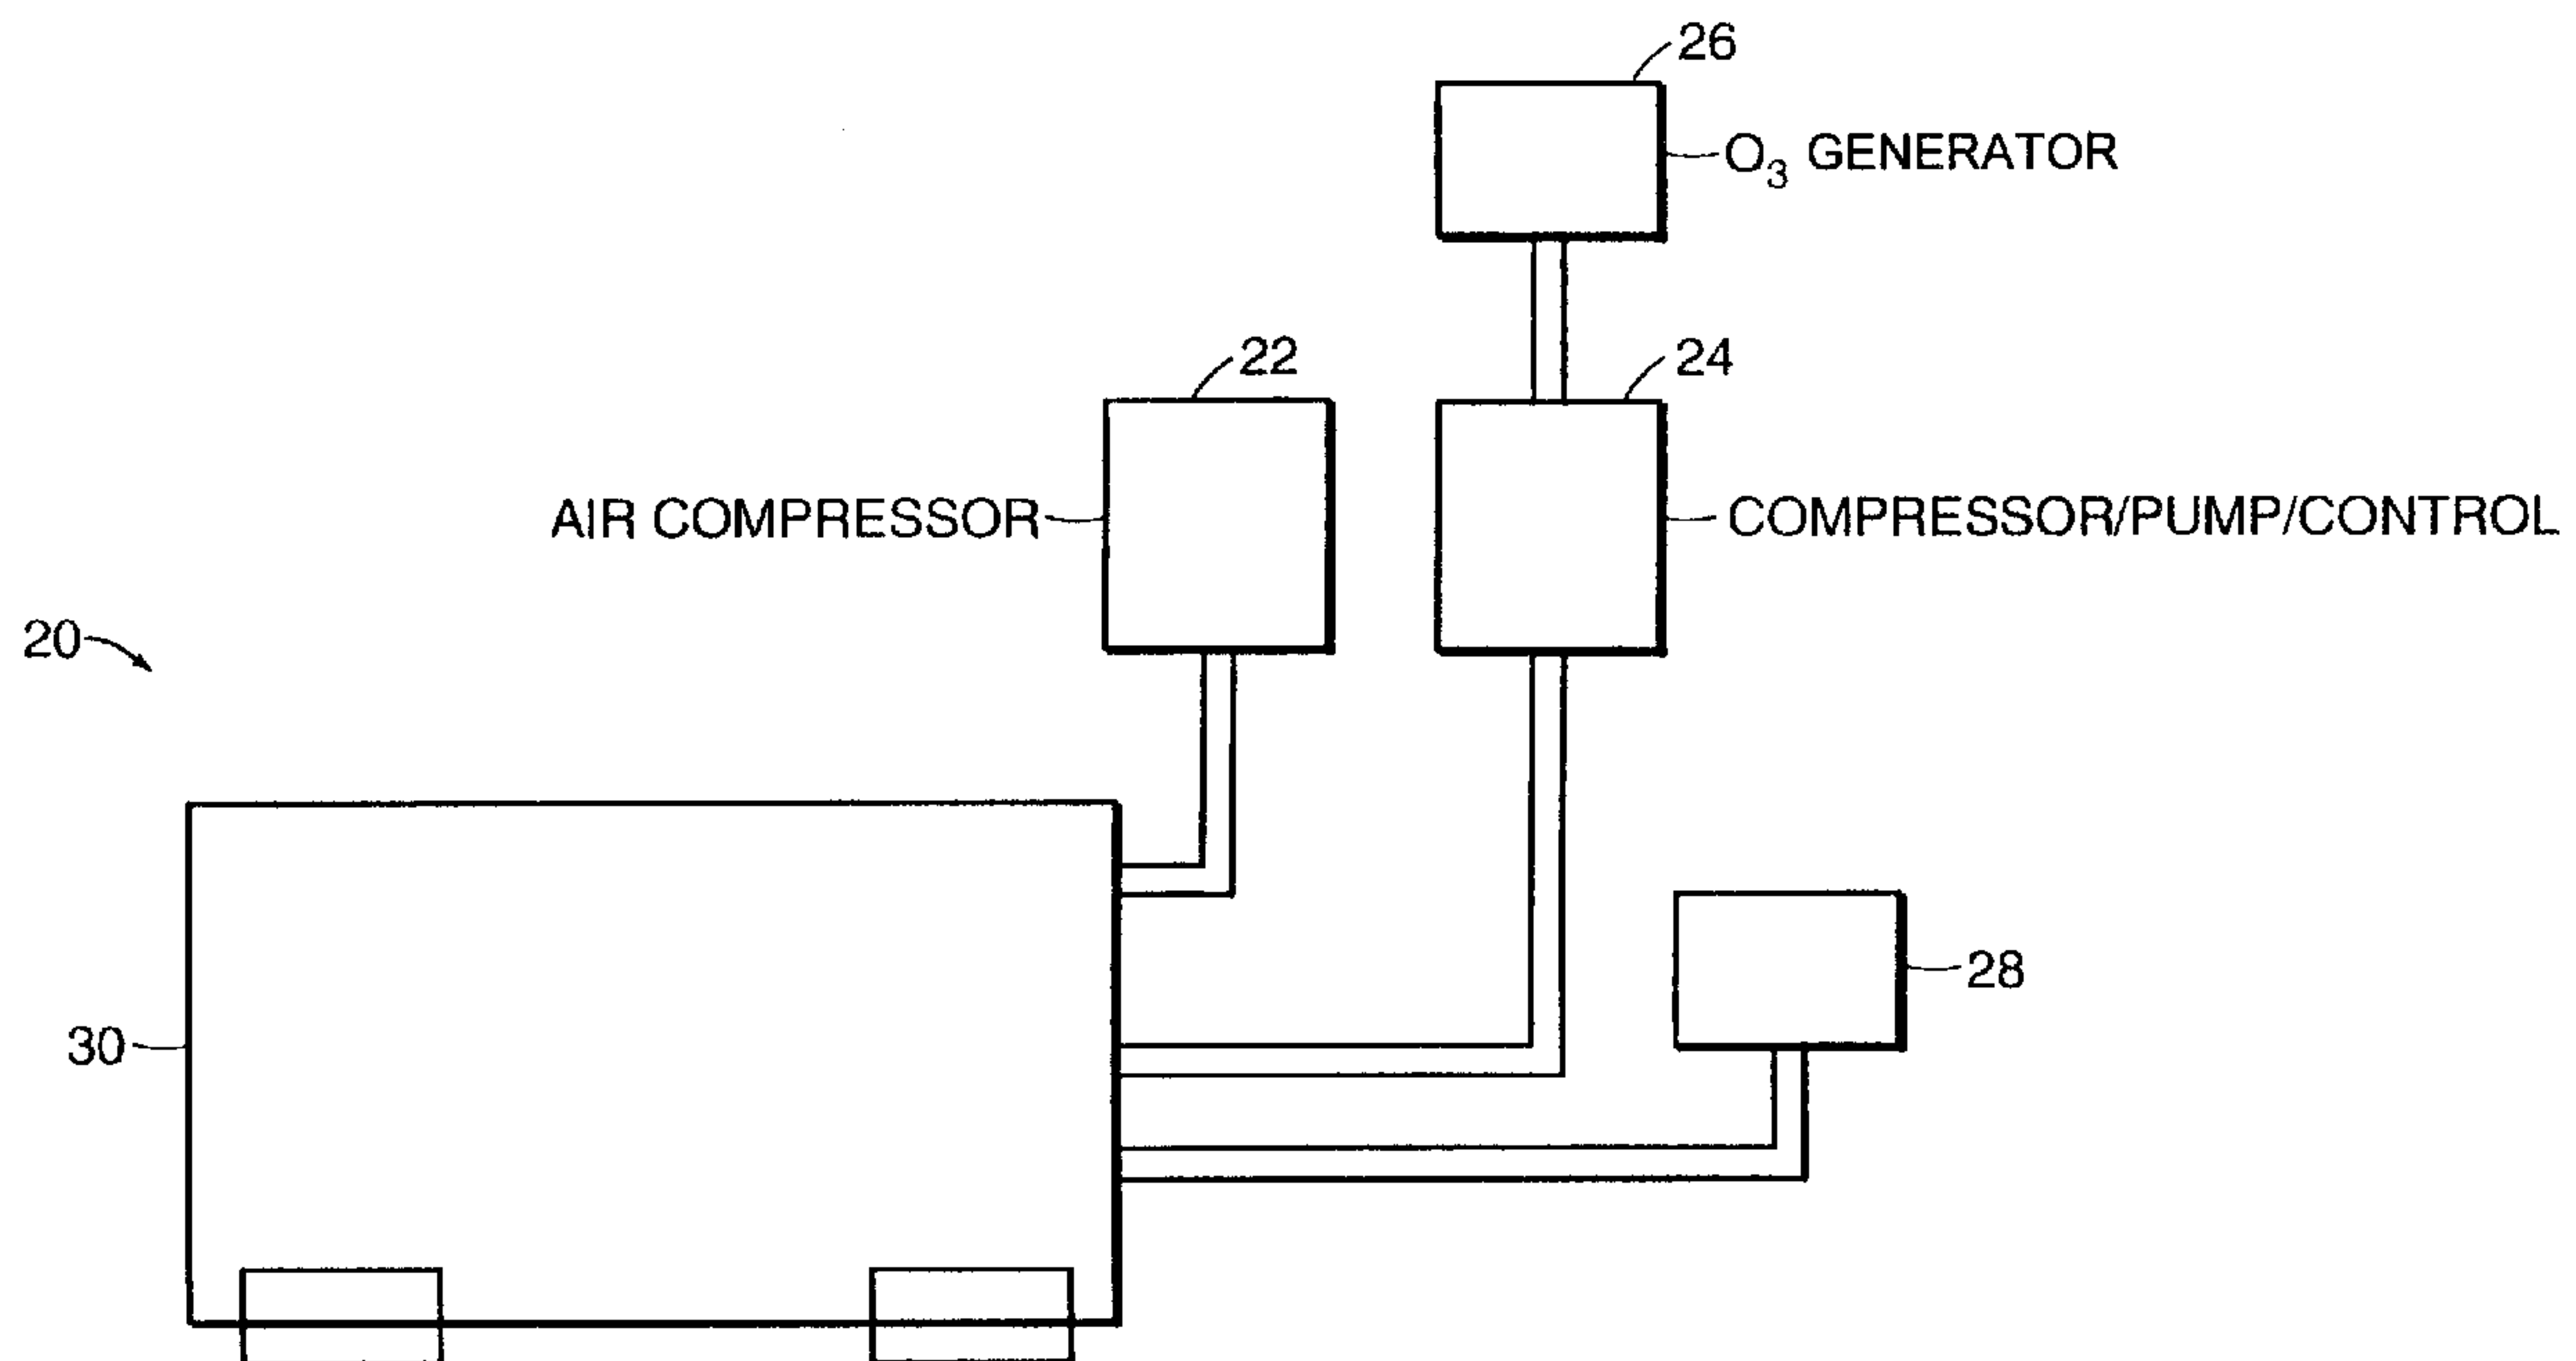 26
O₃ GENERATOR
22
24
AIR COMPRESSOR
COMPRESSOR/PUMP/CONTROL
20
28
30